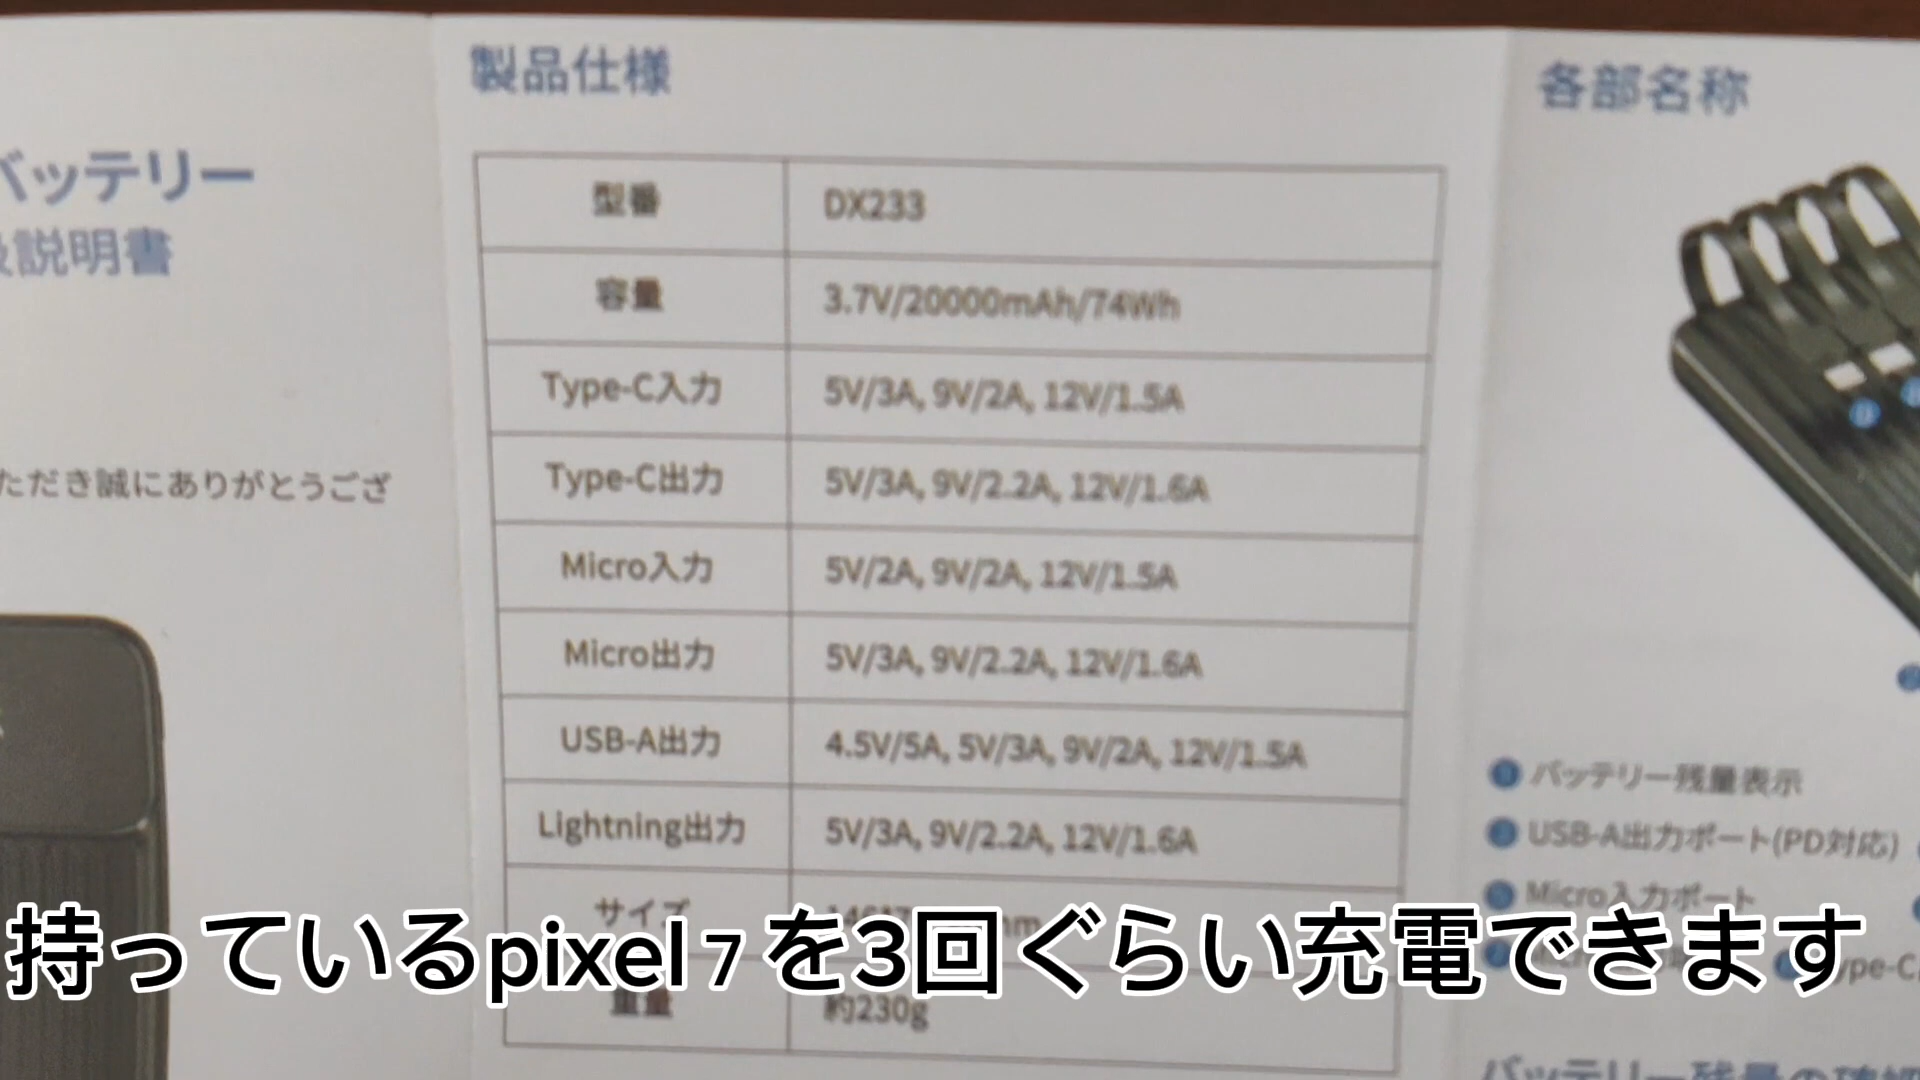 バッテリー
説明書
ただき誠にありがとうござ
製品仕様
型番 DX233
容量 3.7V/20000mAh/74Wh
Type-C入力 5V/3A, 9V/2A, 12V/1.5A
Type-C出力 5V/3A, 9V/2.2A, 12V/1.6A
Micro入力 5V/2A, 9V/2A, 12V/1.5A
Micro出力 5V/3A, 9V/2.2A, 12V/1.6A
USB-A出力 4.5V/5A, 5V/3A, 9V/2A, 12V/1.5A
Lightning出力 5V/3A, 9V/2.2A, 12V/1.6A
サイズ
重量 約230g
各部名称
バッテリー残量表示
USB-A出力ポート(PD対応)
Micro入力ポート
持っているpixel7を3回ぐらい充電できます